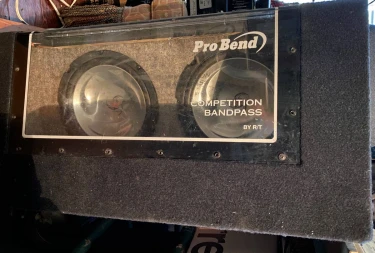 Pro Bend
COMPETITION
BANDPASS
BY R/T